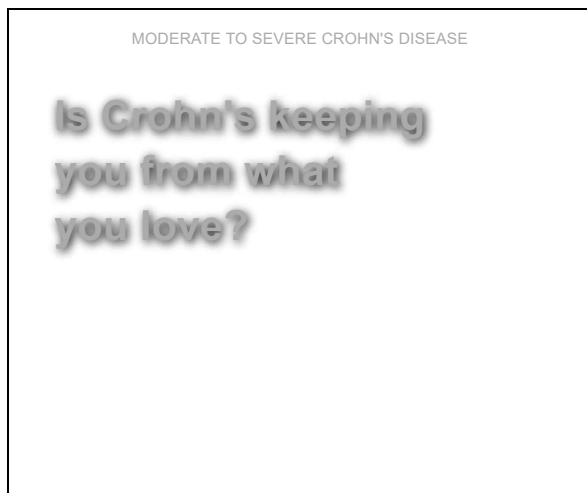 MODERATE TO SEVERE CROHN'S DISEASE
Is Crohn's keeping
you from what
you love?